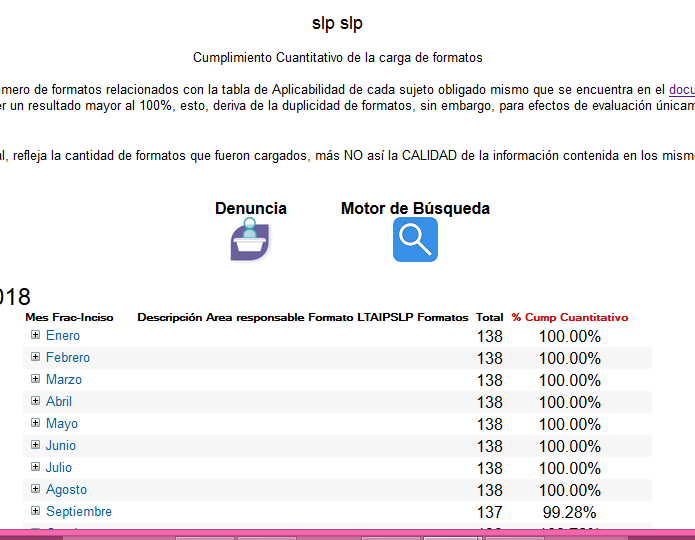 slp slp
Cumplimiento Cuantitativo de la carga de formatos
mero de formatos relacionados con la tabla de Aplicabilidad de cada sujeto obligado mismo que se encuentra en el docu
er un resultado mayor al 100%, esto, deriva de la duplicidad de formatos, sin embargo, para efectos de evaluación únicam
al, refleja la cantidad de formatos que fueron cargados, más NO así la CALIDAD de la información contenida en los mism
Denuncia Motor de Búsqueda
018
Mes Frac-Inciso Descripción Area responsable Formato LTAIPSLP Formatos Total % Cump Cuantitativo
Enero 138 100.00%
Febrero 138 100.00%
Marzo 138 100.00%
Abril 138 100.00%
Mayo 138 100.00%
Junio 138 100.00%
Julio 138 100.00%
Agosto 138 100.00%
Septiembre 137 99.28%